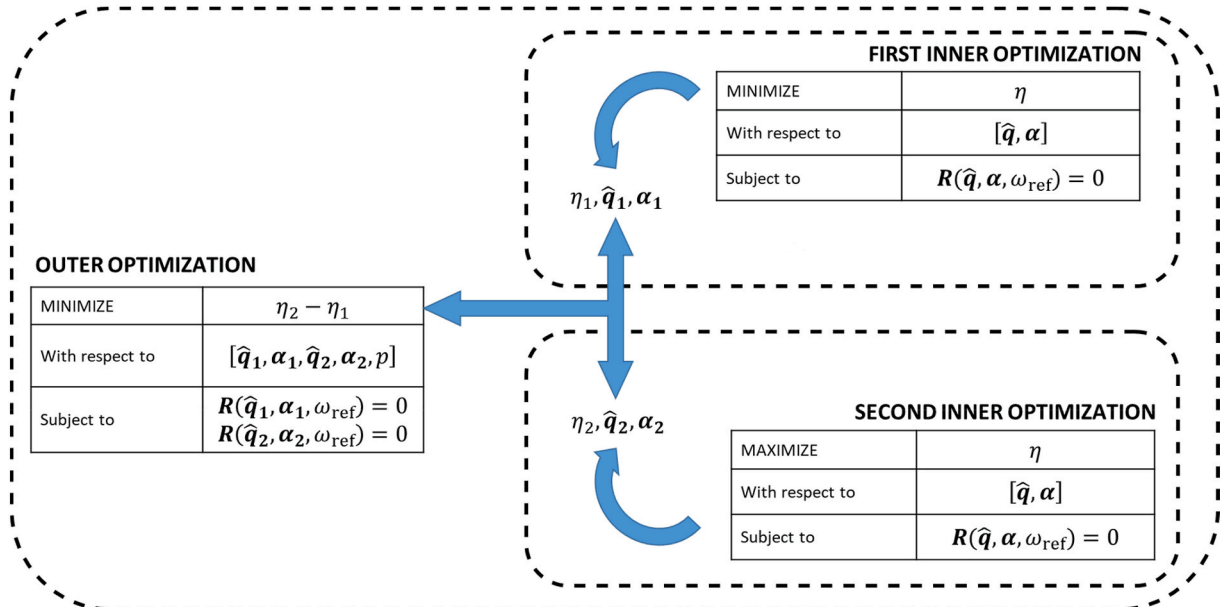 FIRST INNER OPTIMIZATION
MINIMIZE η
With respect to [q̂, α]
Subject to R(q̂, α, ω_ref) = 0
η₁, q̂₁, α₁
OUTER OPTIMIZATION
MINIMIZE η₂ − η₁
With respect to [q̂₁, α₁, q̂₂, α₂, p]
Subject to
R(q̂₁, α₁, ω_ref) = 0
R(q̂₂, α₂, ω_ref) = 0
η₂, q̂₂, α₂
SECOND INNER OPTIMIZATION
MAXIMIZE η
With respect to [q̂, α]
Subject to R(q̂, α, ω_ref) = 0